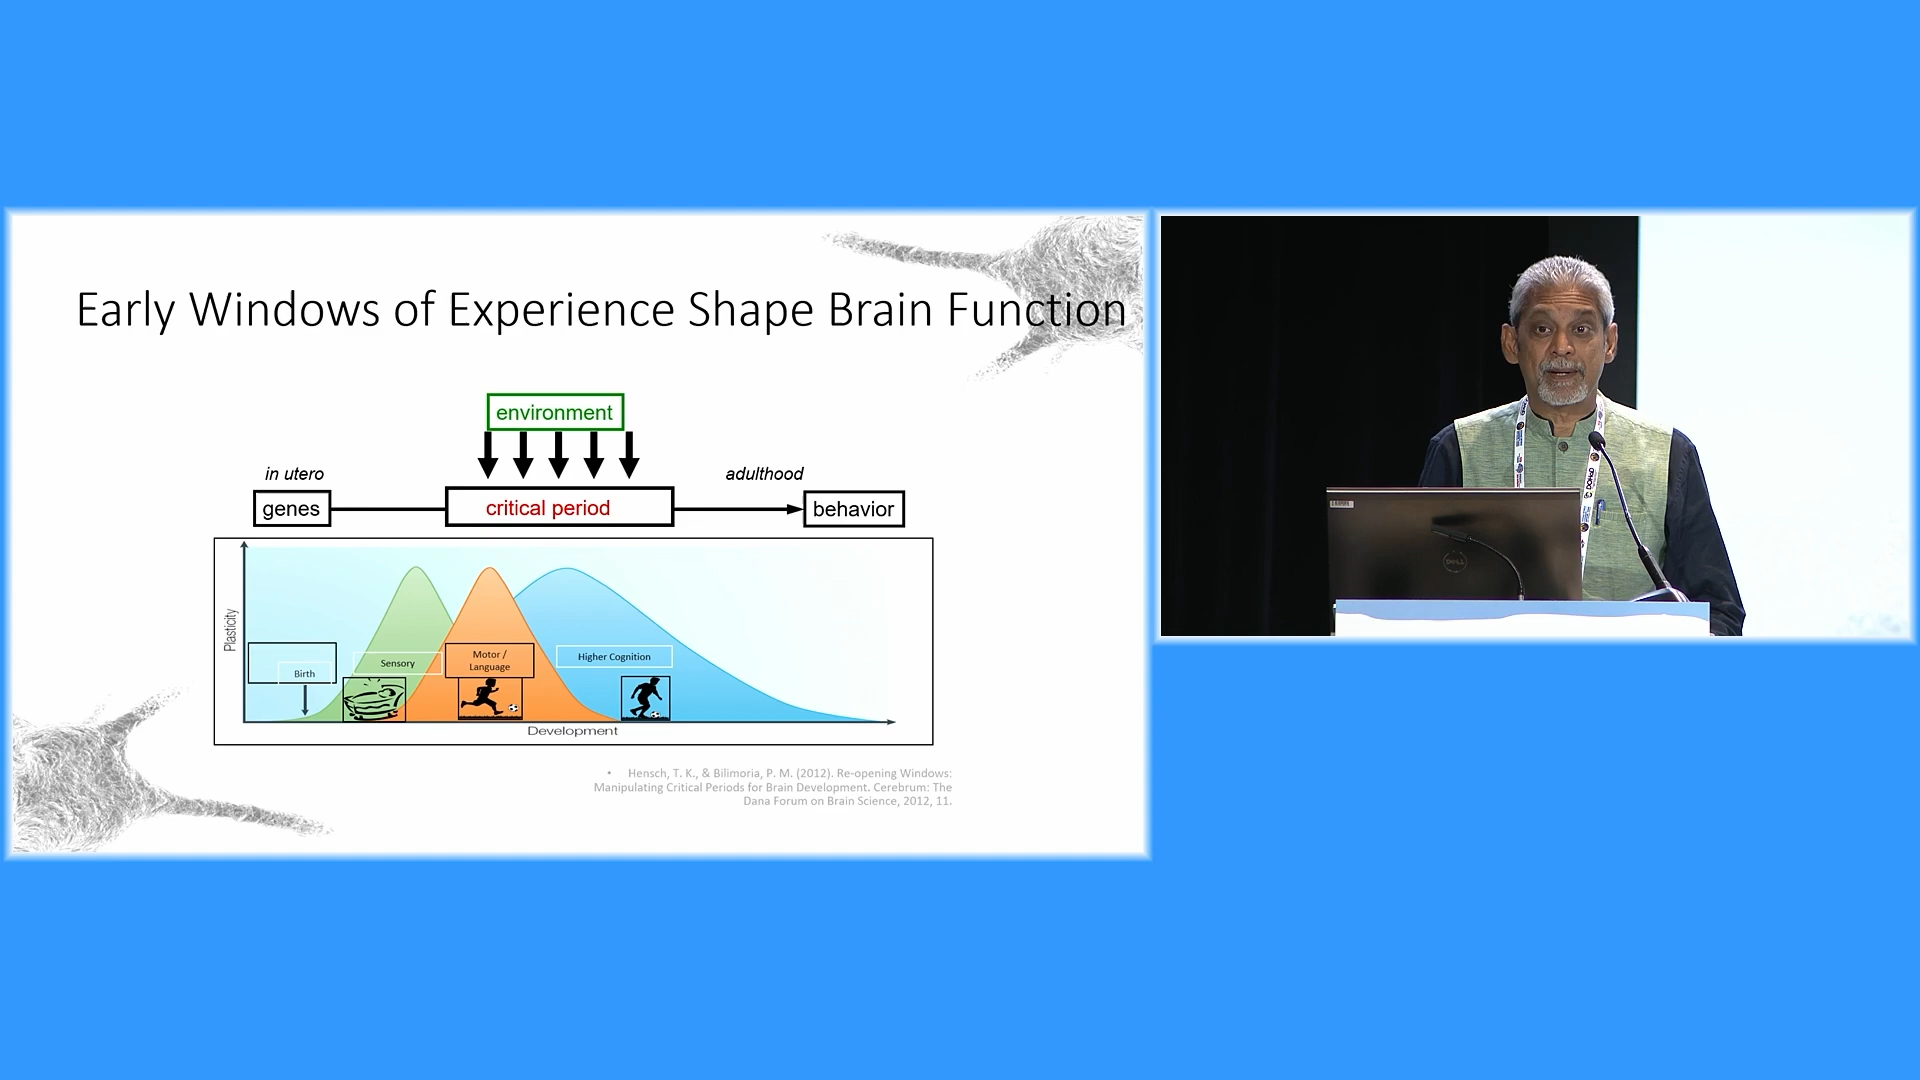 Early Windows of Experience Shape Brain Function
environment
in utero
adulthood
genes
critical period
behavior
Plasticity
Birth
Sensory
Motor /
Language
Higher Cognition
Development
• Hensch, T. K., & Bilimoria, P. M. (2012). Re-opening Windows:
Manipulating Critical Periods for Brain Development. Cerebrum: The
Dana Forum on Brain Science, 2012, 11.
DELL
DOHaD